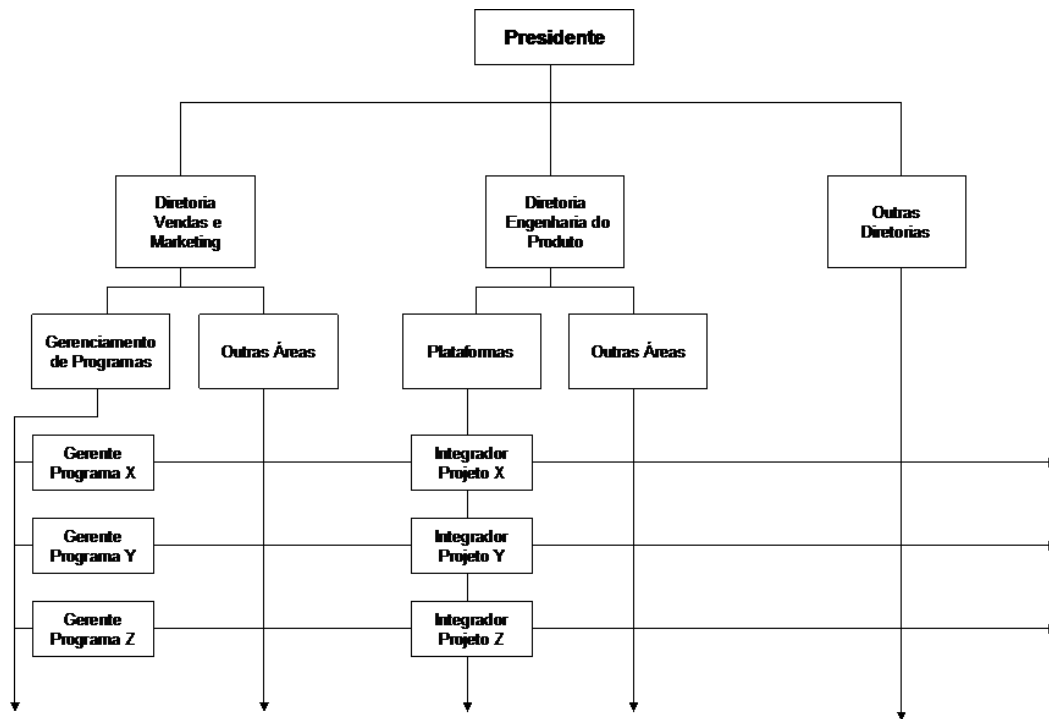 Presidente
Diretoria
Vendas e
Marketing
Diretoria
Engenharia do
Produto
Outras
Diretorias
Gerenciamento
de Programas
Outras Áreas
Plataformas
Outras Áreas
Gerente
Programa X
Integrador
Projeto X
Gerente
Programa Y
Integrador
Projeto Y
Gerente
Programa Z
Integrador
Projeto Z